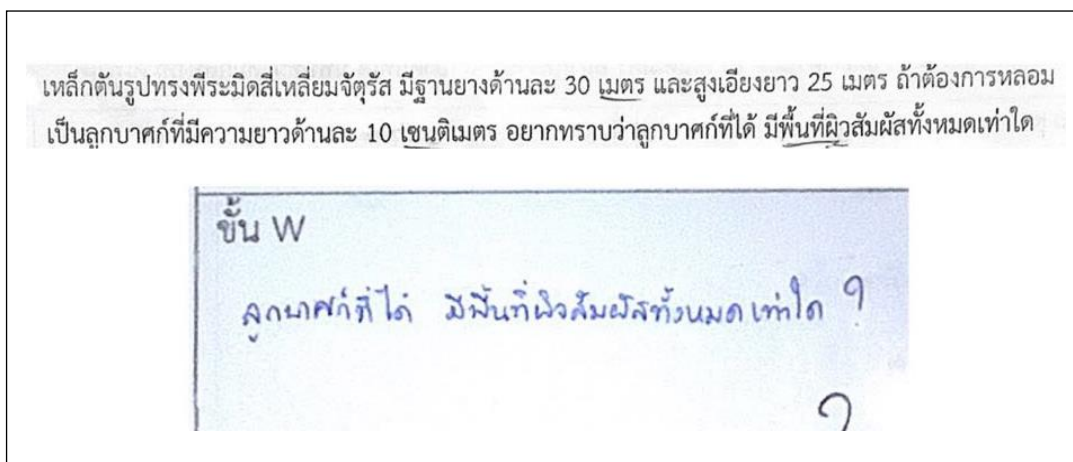 เหล็กตันรูปทรงพีระมิดสี่เหลี่ยมจัตุรัส มีฐานยางด้านละ 30 เมตร และสูงเอียงยาว 25 เมตร ถ้าต้องการหลอม
เป็นลูกบาศก์ที่มีความยาวด้านละ 10 เซนติเมตร อยากทราบว่าลูกบาศก์ที่ได้ มีพื้นที่ผิวสัมผัสทั้งหมดเท่าใด
ขั้น W
ลูกบาศก์ที่ได้ มีพื้นที่ผิวสัมผัสทั้งหมดเท่าใด ?